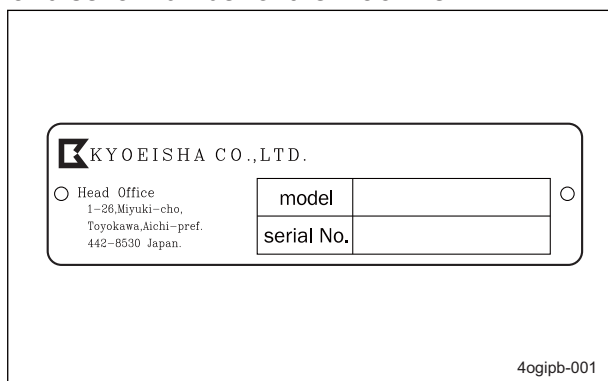 KYOEISHA CO.,LTD.
Head Office
1-26,Miyuki-cho,
Toyokawa,Aichi-pref.
442-8530 Japan.
model
serial No.
4ogipb-001